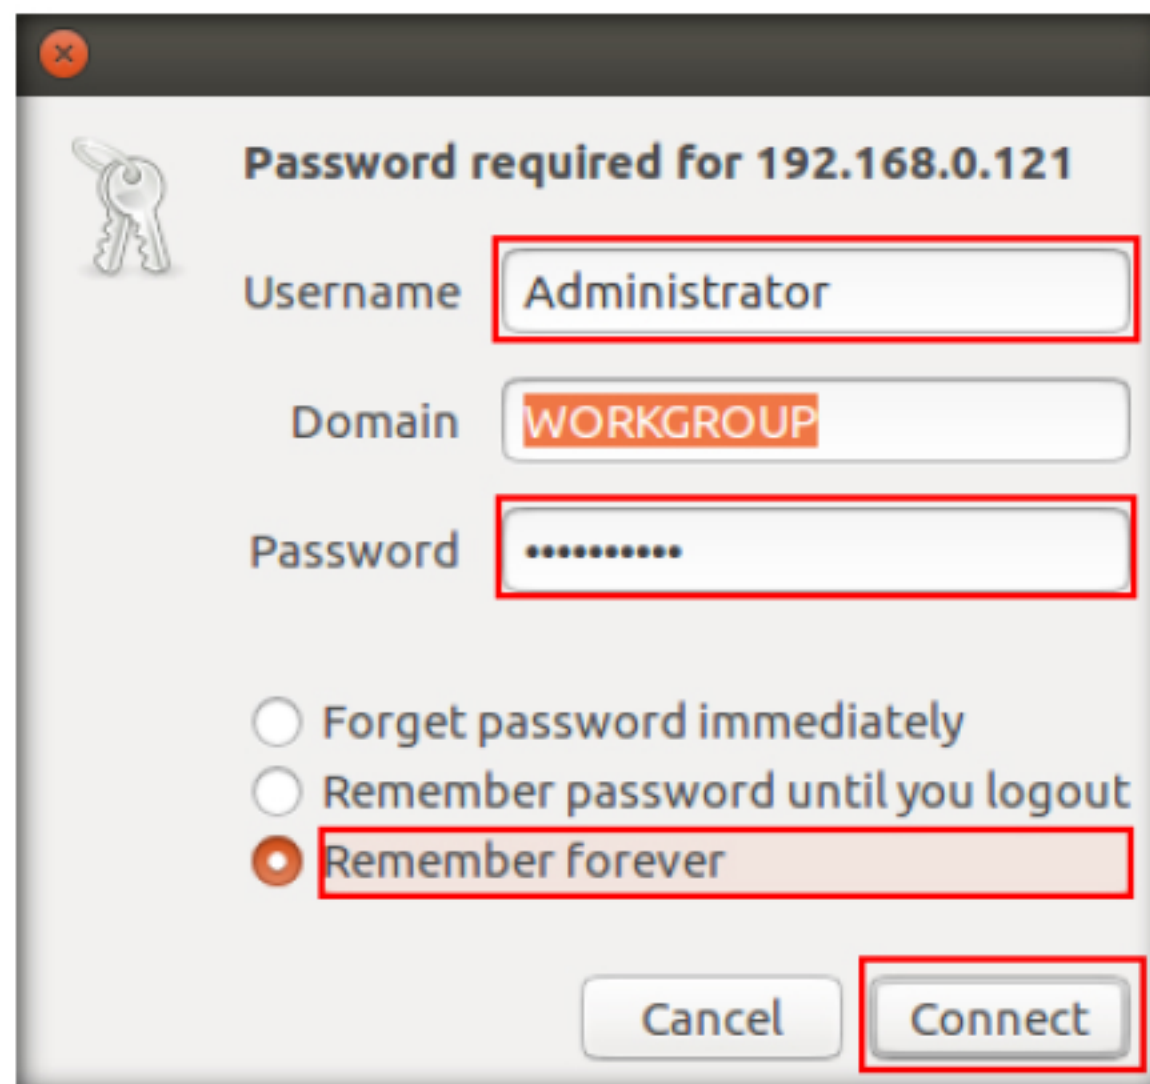 Password required for 192.168.0.121
Username Administrator
Domain WORKGROUP
Password ••••••••••
Forget password immediately
Remember password until you logout
Remember forever
Cancel Connect